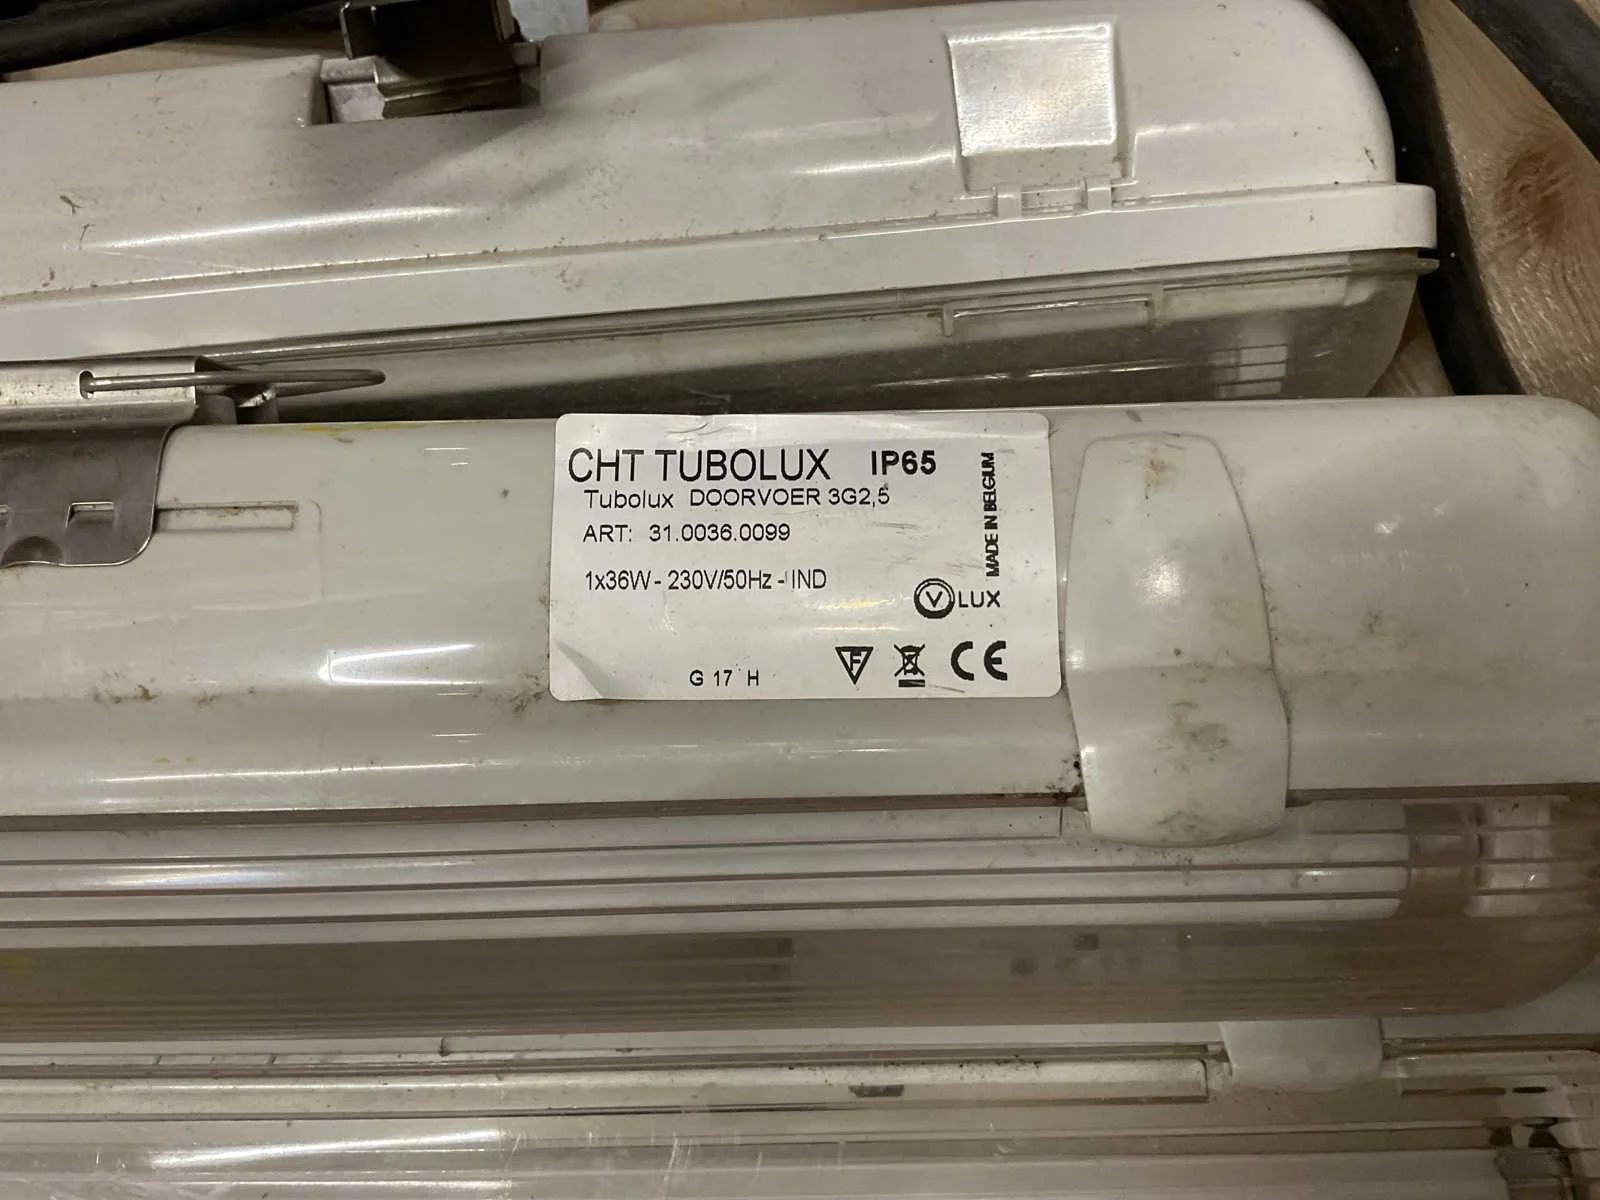 CHT TUBOLUX IP65
Tubolux DOORVOER 3G2,5
ART: 31.0036.0099
1x36W - 230V/50Hz - IND
MADE IN BELGIUM
V LUX
F CE
G 17 H